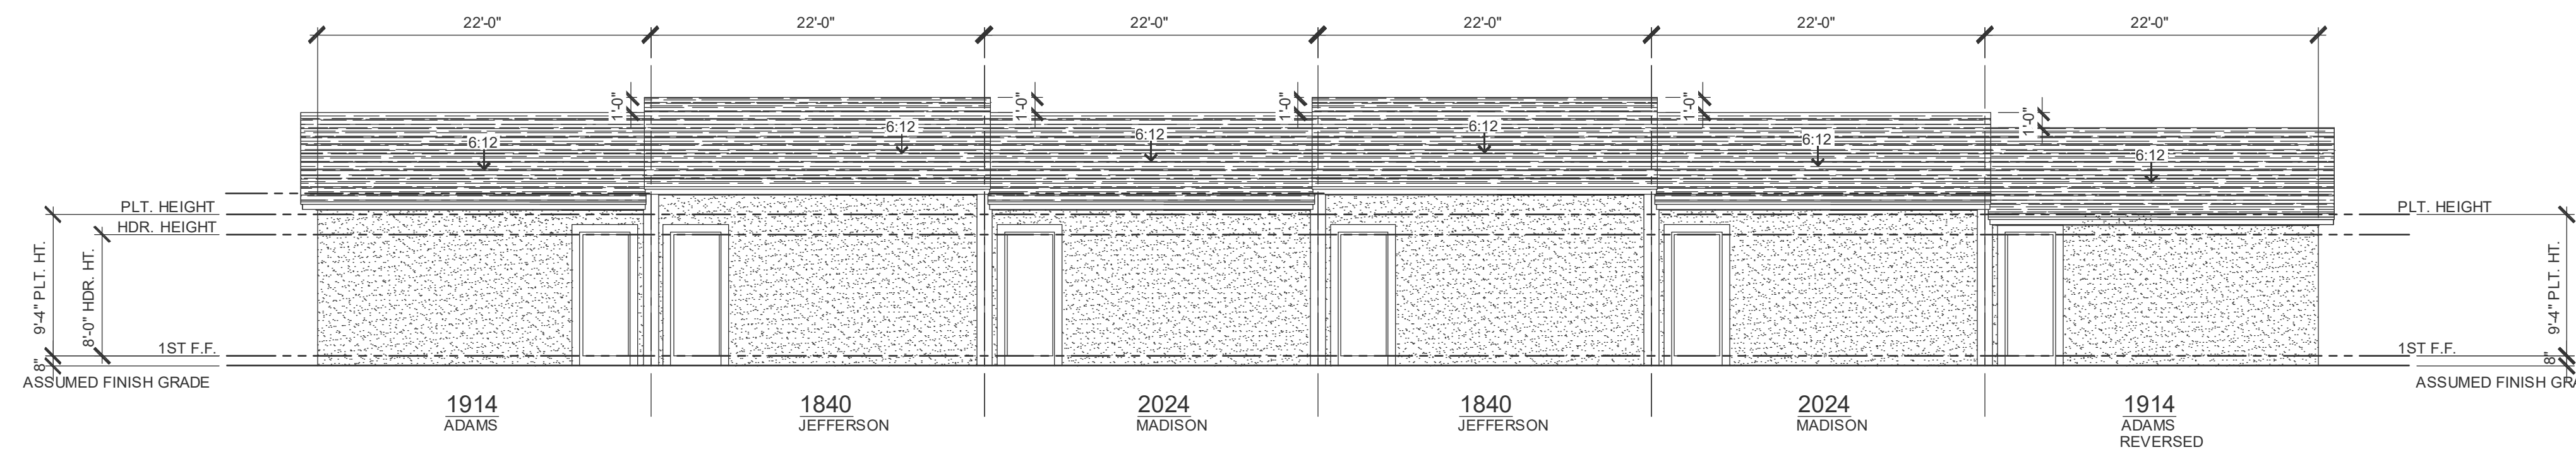 22'-0" 22'-0" 22'-0" 22'-0" 22'-0" 22'-0"
1'-0" 1'-0" 1'-0" 1'-0" 1'-0" 1'-0"
6:12 6:12 6:12 6:12 6:12 6:12
PLT. HEIGHT
HDR. HEIGHT
9'-4" PLT. HT.
8'-0" HDR. HT.
1ST F.F.
8"
ASSUMED FINISH GRADE
PLT. HEIGHT
9'-4" PLT. HT.
1ST F.F.
8"
ASSUMED FINISH GRA
1914
ADAMS
1840
JEFFERSON
2024
MADISON
1840
JEFFERSON
2024
MADISON
1914
ADAMS
REVERSED